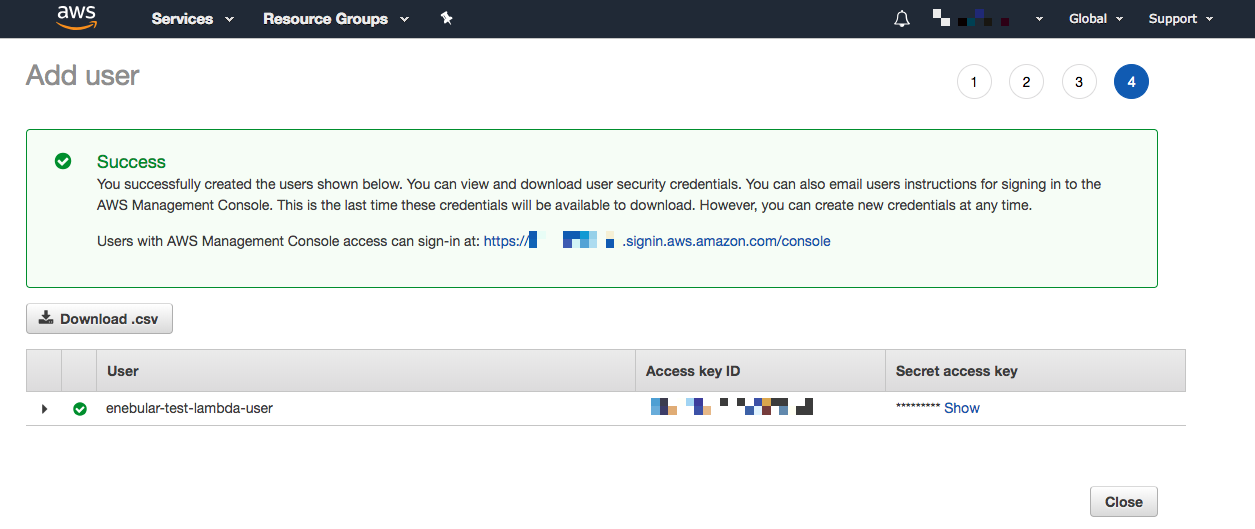 aws Services Resource Groups Global Support
Add user
1 2 3 4
Success
You successfully created the users shown below. You can view and download user security credentials. You can also email users instructions for signing in to the
AWS Management Console. This is the last time these credentials will be available to download. However, you can create new credentials at any time.
Users with AWS Management Console access can sign-in at: https:// .signin.aws.amazon.com/console
Download .csv
User Access key ID Secret access key
enebular-test-lambda-user ********* Show
Close